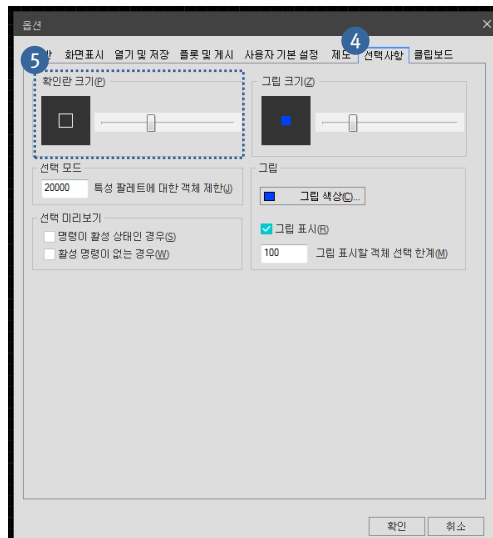 옵션
4
5
화면표시 열기 및 저장 플롯 및 게시 사용자 기본 설정 제도 선택사항 클립보드
확인란 크기(P)
그립 크기(Z)
선택 모드
20000 특성 팔레트에 대한 객체 제한(J)
선택 미리보기
명령이 활성 상태인 경우(S)
활성 명령이 없는 경우(W)
그립
그립 색상(C)...
그립 표시(R)
100 그립 표시할 객체 선택 한계(M)
확인 취소